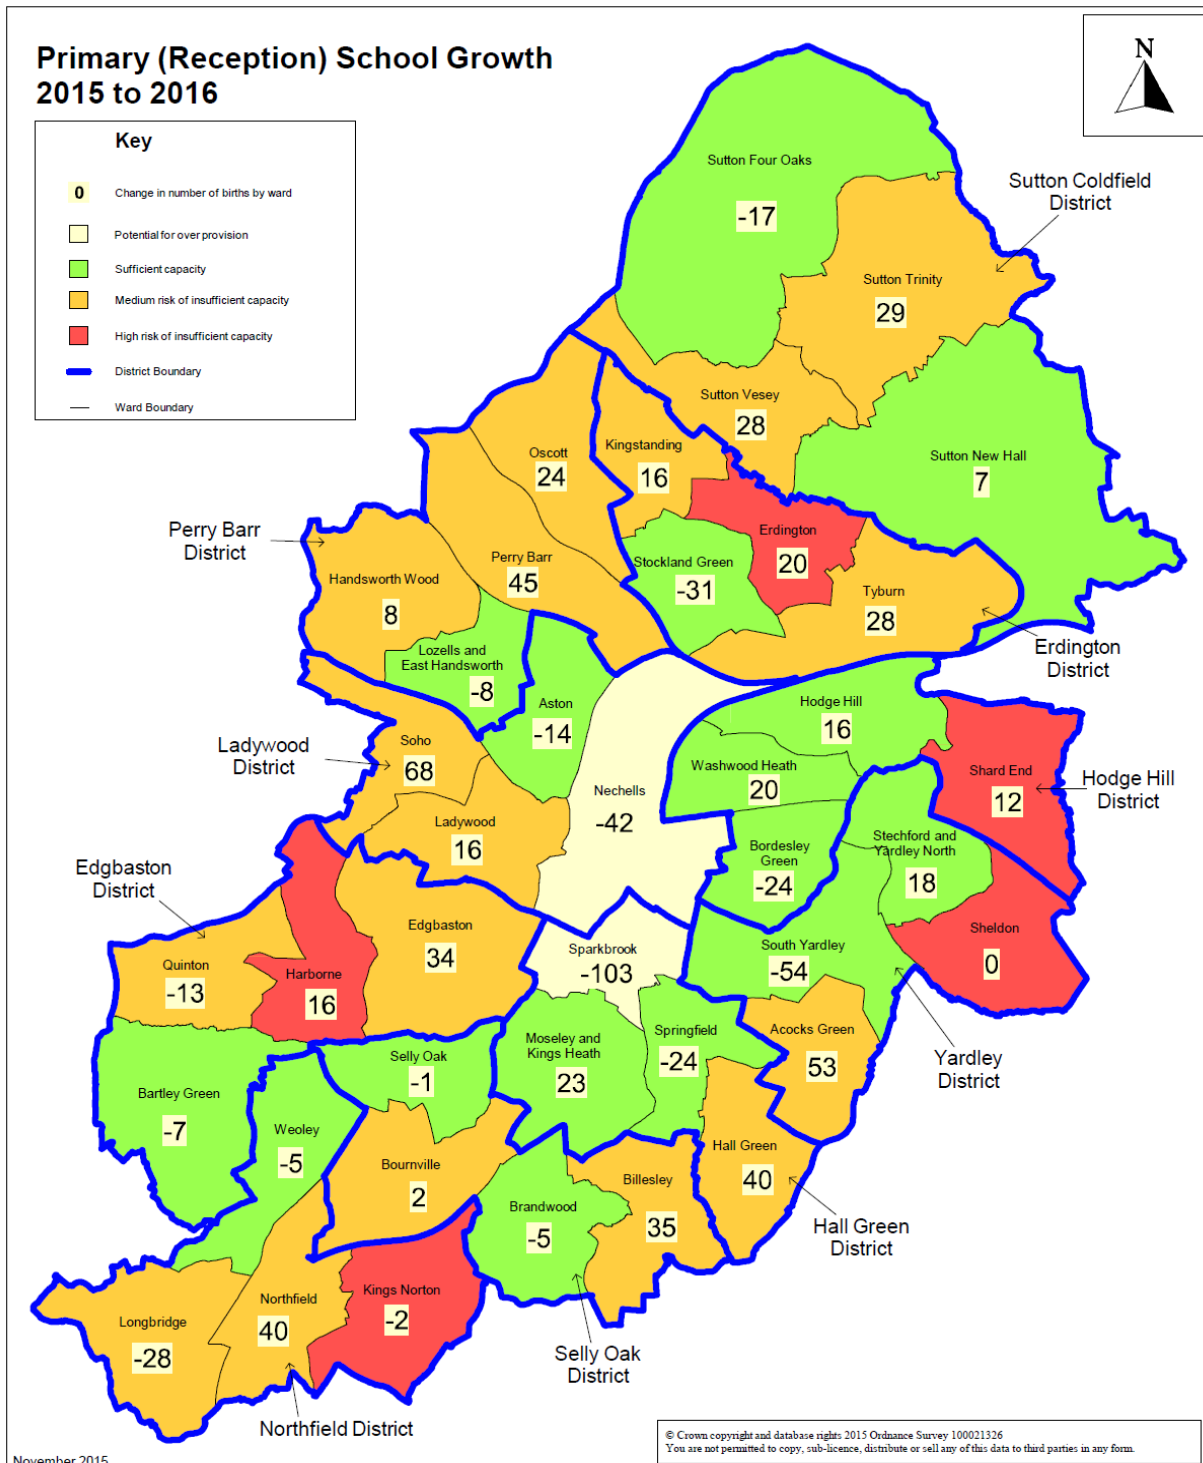 Primary (Reception) School Growth
2015 to 2016
N
Key
0 Change in number of births by ward
Potential for over provision
Sufficient capacity
Medium risk of insufficient capacity
High risk of insufficient capacity
District Boundary
Ward Boundary
Sutton Four Oaks
-17
Sutton Coldfield
District
Sutton Trinity
29
Sutton Vesey
28
Sutton New Hall
7
Oscott
24
Kingstanding
16
Perry Barr
District
Erdington
20
Stockland Green
-31
Perry Barr
45
Handsworth Wood
8
Tyburn
28
Erdington
District
Lozells and
East Handsworth
-8
Aston
-14
Hodge Hill
16
Ladywood
District
Soho
68
Washwood Heath
20
Shard End
12
Hodge Hill
District
Nechells
-42
Ladywood
16
Bordesley
Green
-24
Stechford and
Yardley North
18
Edgbaston
District
Edgbaston
34
Sheldon
0
Quinton
-13
Harborne
16
Sparkbrook
-103
South Yardley
-54
Acocks Green
53
Moseley and
Kings Heath
23
Springfield
-24
Selly Oak
-1
Yardley
District
Bartley Green
-7
Weoley
-5
Bournville
2
Hall Green
40
Billesley
35
Brandwood
-5
Hall Green
District
Kings Norton
-2
Northfield
40
Longbridge
-28
Selly Oak
District
Northfield District
© Crown copyright and database rights 2015 Ordnance Survey 100021326
You are not permitted to copy, sub-licence, distribute or sell any of this data to third parties in any form.
November 2015